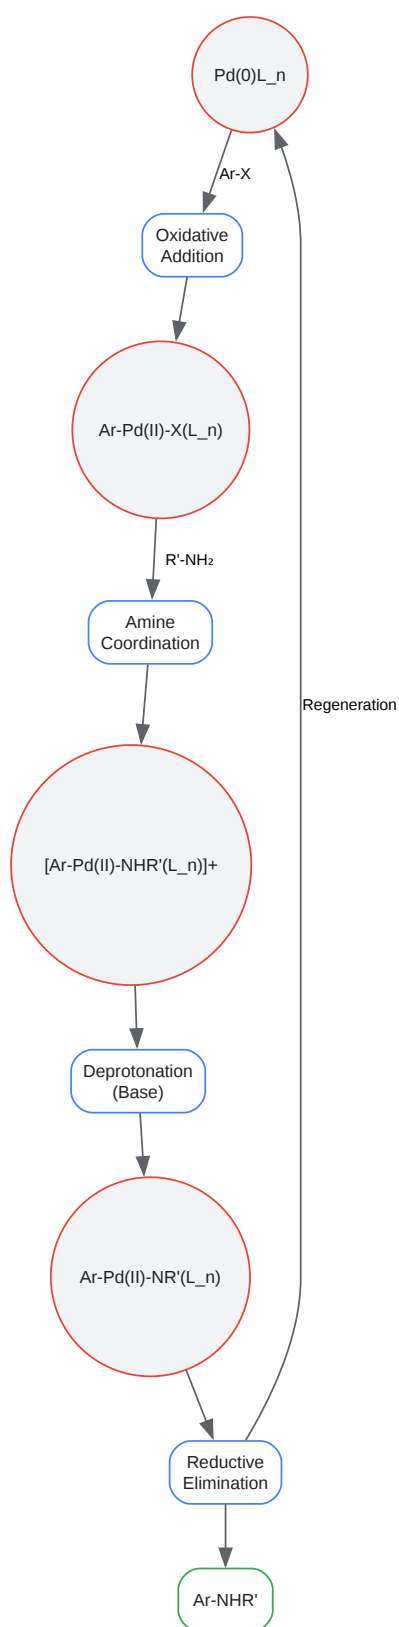 Pd(0)L_n
Ar-X
Oxidative
Addition
Ar-Pd(II)-X(L_n)
R'-NH₂
Amine
Coordination
Regeneration
[Ar-Pd(II)-NHR'(L_n)]+
Deprotonation
(Base)
Ar-Pd(II)-NR'(L_n)
Reductive
Elimination
Ar-NHR'